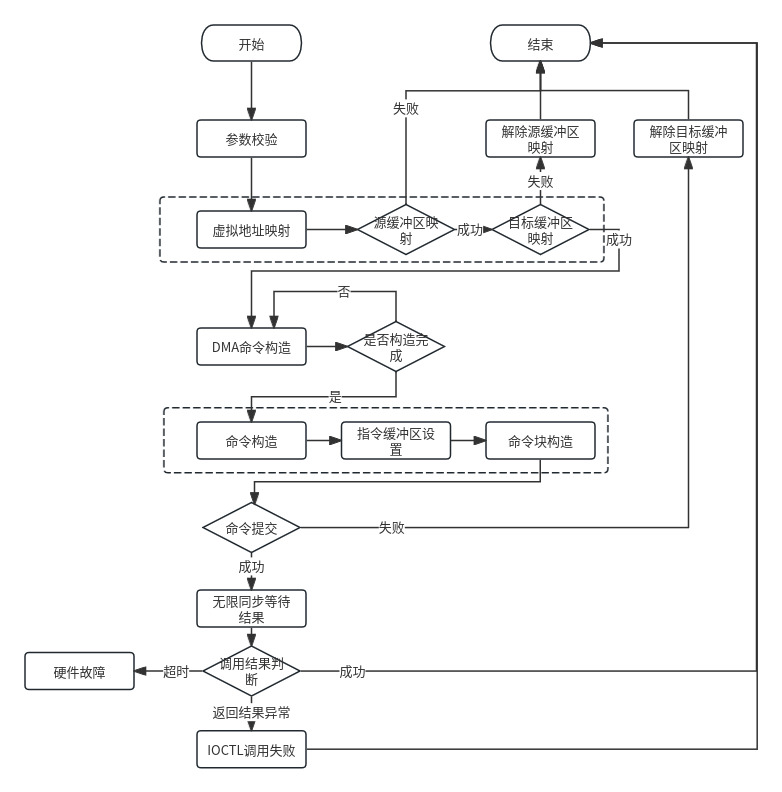 开始
结束
失败
参数校验
解除源缓冲区
映射
解除目标缓冲
区映射
失败
虚拟地址映射
源缓冲区映
射
成功
目标缓冲区
映射
成功
否
DMA命令构造
是否构造完
成
是
命令构造
指令缓冲区设
置
命令块构造
命令提交
失败
成功
无限同步等待
结果
硬件故障
超时
调用结果判
断
成功
返回结果异常
IOCTL调用失败